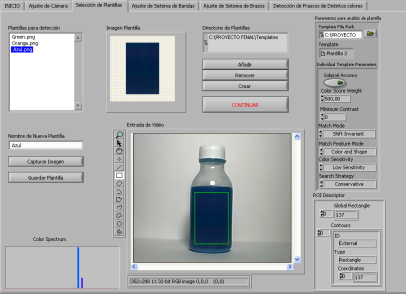 INICIO
Ajuste de Cámara
Selección de Plantillas
Ajuste de Sistema de Bandas
Ajuste de Sistema de Brazos
Detección de Frascos de Distintos colores
Plantillas para detección
Green.png
Orange.png
Azul.png
Nombre de Nueva Plantilla
Azul
Capturar Imagen
Guardar Plantilla
Color Spectrum
Imagen Plantilla
Directorio de Plantillas
C:\PROYECTO FINAL\Templates
Añadir
Remover
Crear
CONTINUAR
Entrada de Video
352x288 1x 32-bit RGB image 0,0,0 (0,0)
Parámetros para análisis de plantilla
Template File Path
C:\PROYECTO
Template
Plantilla 3
Individual Template Parameters
Subpixel Accuracy
Color Score Weight
500,00
Minimum Contrast
0
Match Mode
Shift Invariant
Match Feature Mode
Color and Shape
Color Sensitivity
Low Sensitivity
Search Strategy
Conservative
ROI Descriptor
Global Rectangle
0
137
Contours
0
ID
External
Type
Rectangle
Coordinates
0
137